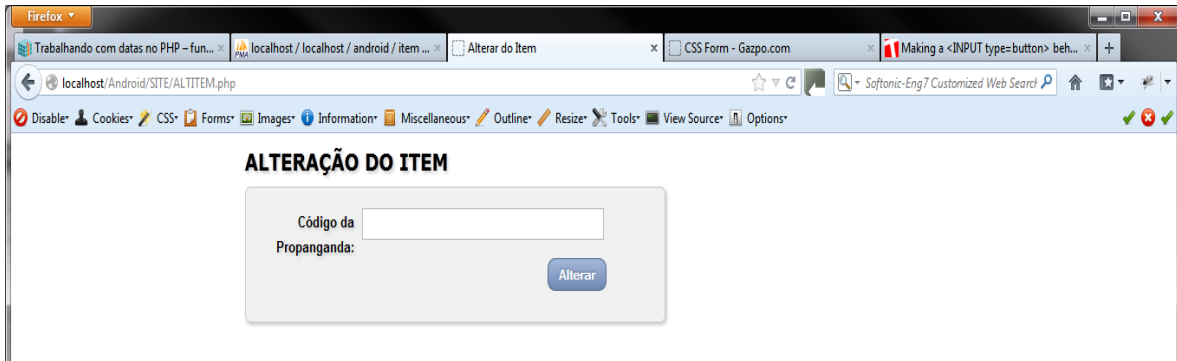 Firefox
Trabalhando com datas no PHP – fun...
PMA localhost / localhost / android / item ...
Alterar do Item
CSS Form - Gazpo.com
Making a <INPUT type=button> beh...
localhost/Android/SITE/ALTITEM.php
Softonic-Eng7 Customized Web Search
Disable Cookies CSS Forms Images Information Miscellaneous Outline Resize Tools View Source Options
ALTERAÇÃO DO ITEM
Código da
Propanganda:
Alterar